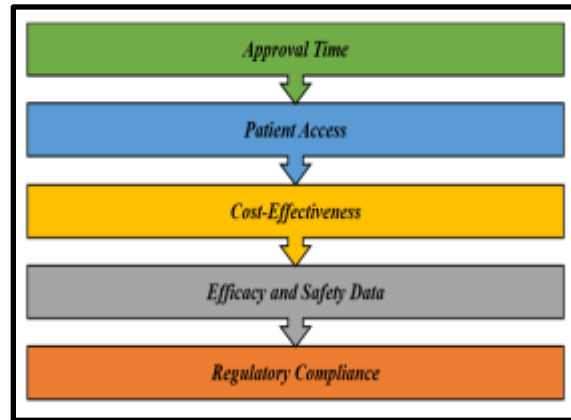 Approval Time
Patient Access
Cost-Effectiveness
Efficacy and Safety Data
Regulatory Compliance